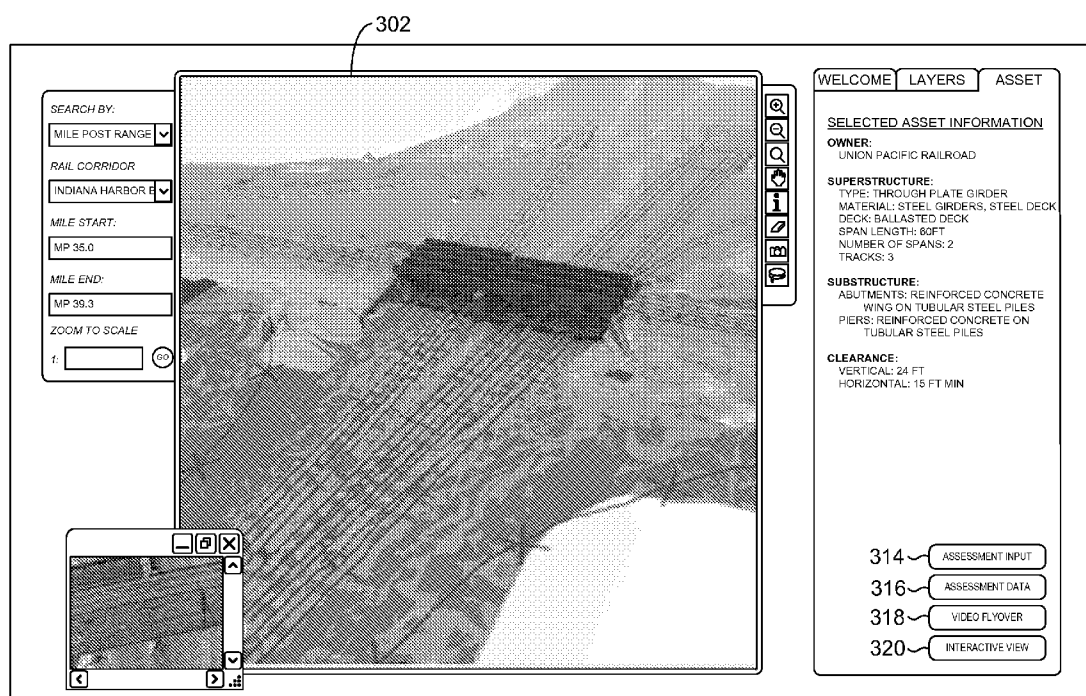 302
SEARCH BY:
MILE POST RANGE
RAIL CORRIDOR
INDIANA HARBOR B
MILE START:
MP 35.0
MILE END:
MP 39.3
ZOOM TO SCALE
1:
GO
WELCOME
LAYERS
ASSET
SELECTED ASSET INFORMATION
OWNER:
UNION PACIFIC RAILROAD
SUPERSTRUCTURE:
TYPE: THROUGH PLATE GIRDER
MATERIAL: STEEL GIRDERS, STEEL DECK
DECK: BALLASTED DECK
SPAN LENGTH: 60FT
NUMBER OF SPANS: 2
TRACKS: 3
SUBSTRUCTURE:
ABUTMENTS: REINFORCED CONCRETE
WING ON TUBULAR STEEL PILES
PIERS: REINFORCED CONCRETE ON
TUBULAR STEEL PILES
CLEARANCE:
VERTICAL: 24 FT
HORIZONTAL: 15 FT MIN
314
ASSESSMENT INPUT
316
ASSESSMENT DATA
318
VIDEO FLYOVER
320
INTERACTIVE VIEW